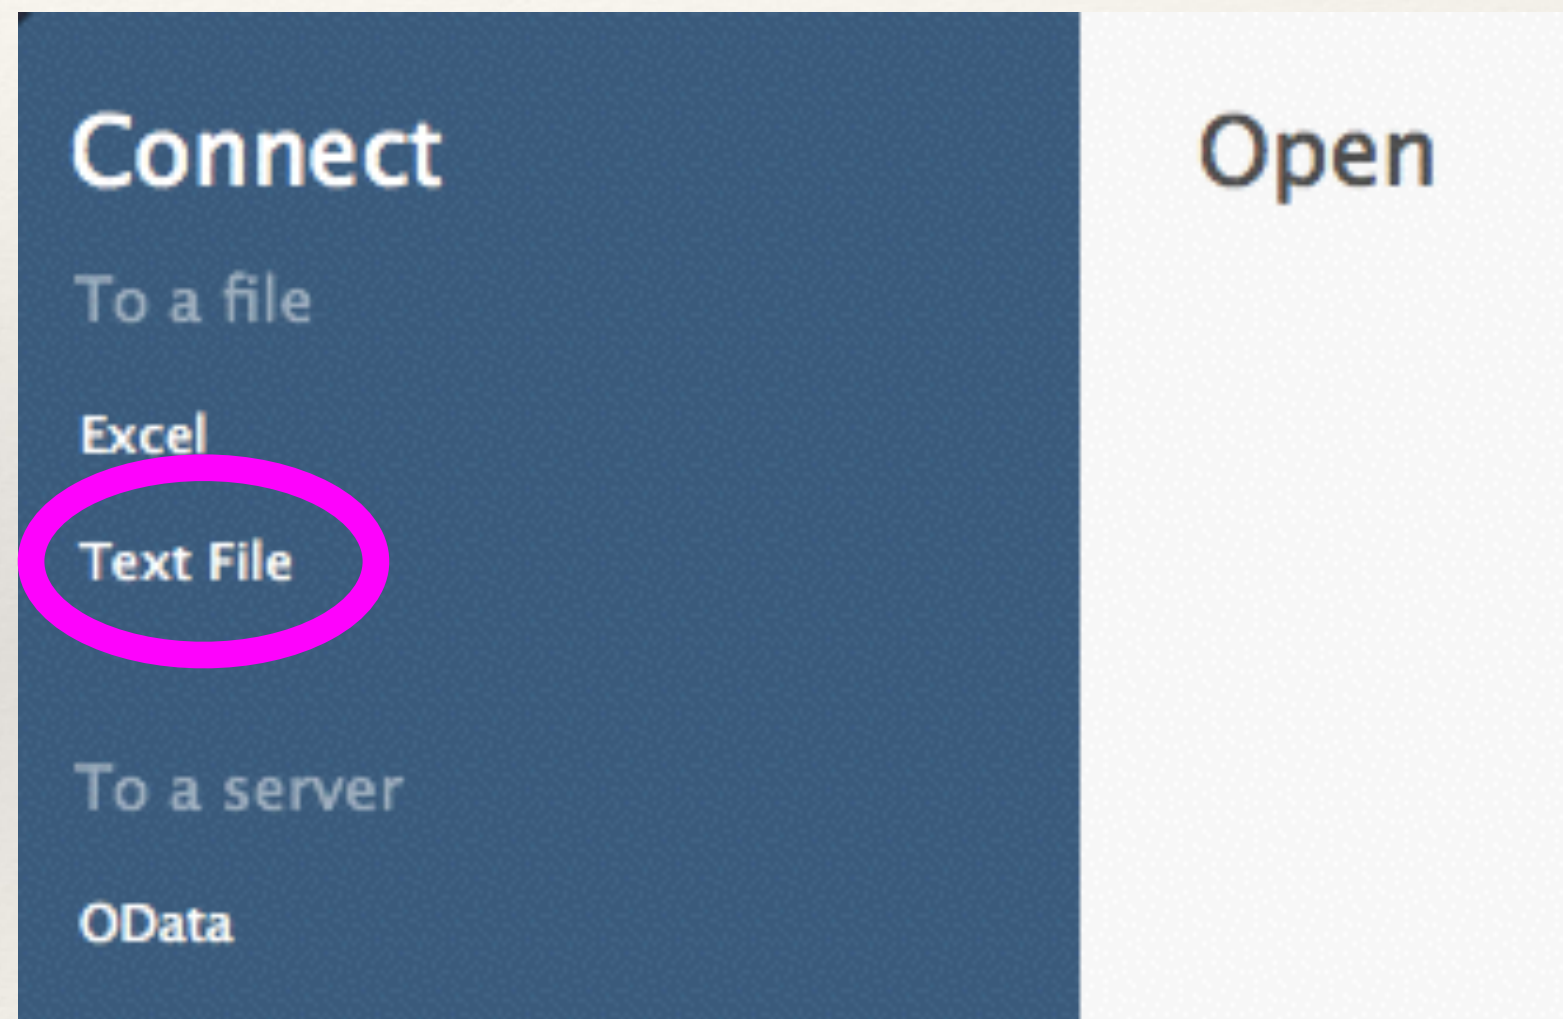 Connect
To a file
Excel
Text File
To a server
OData
Open